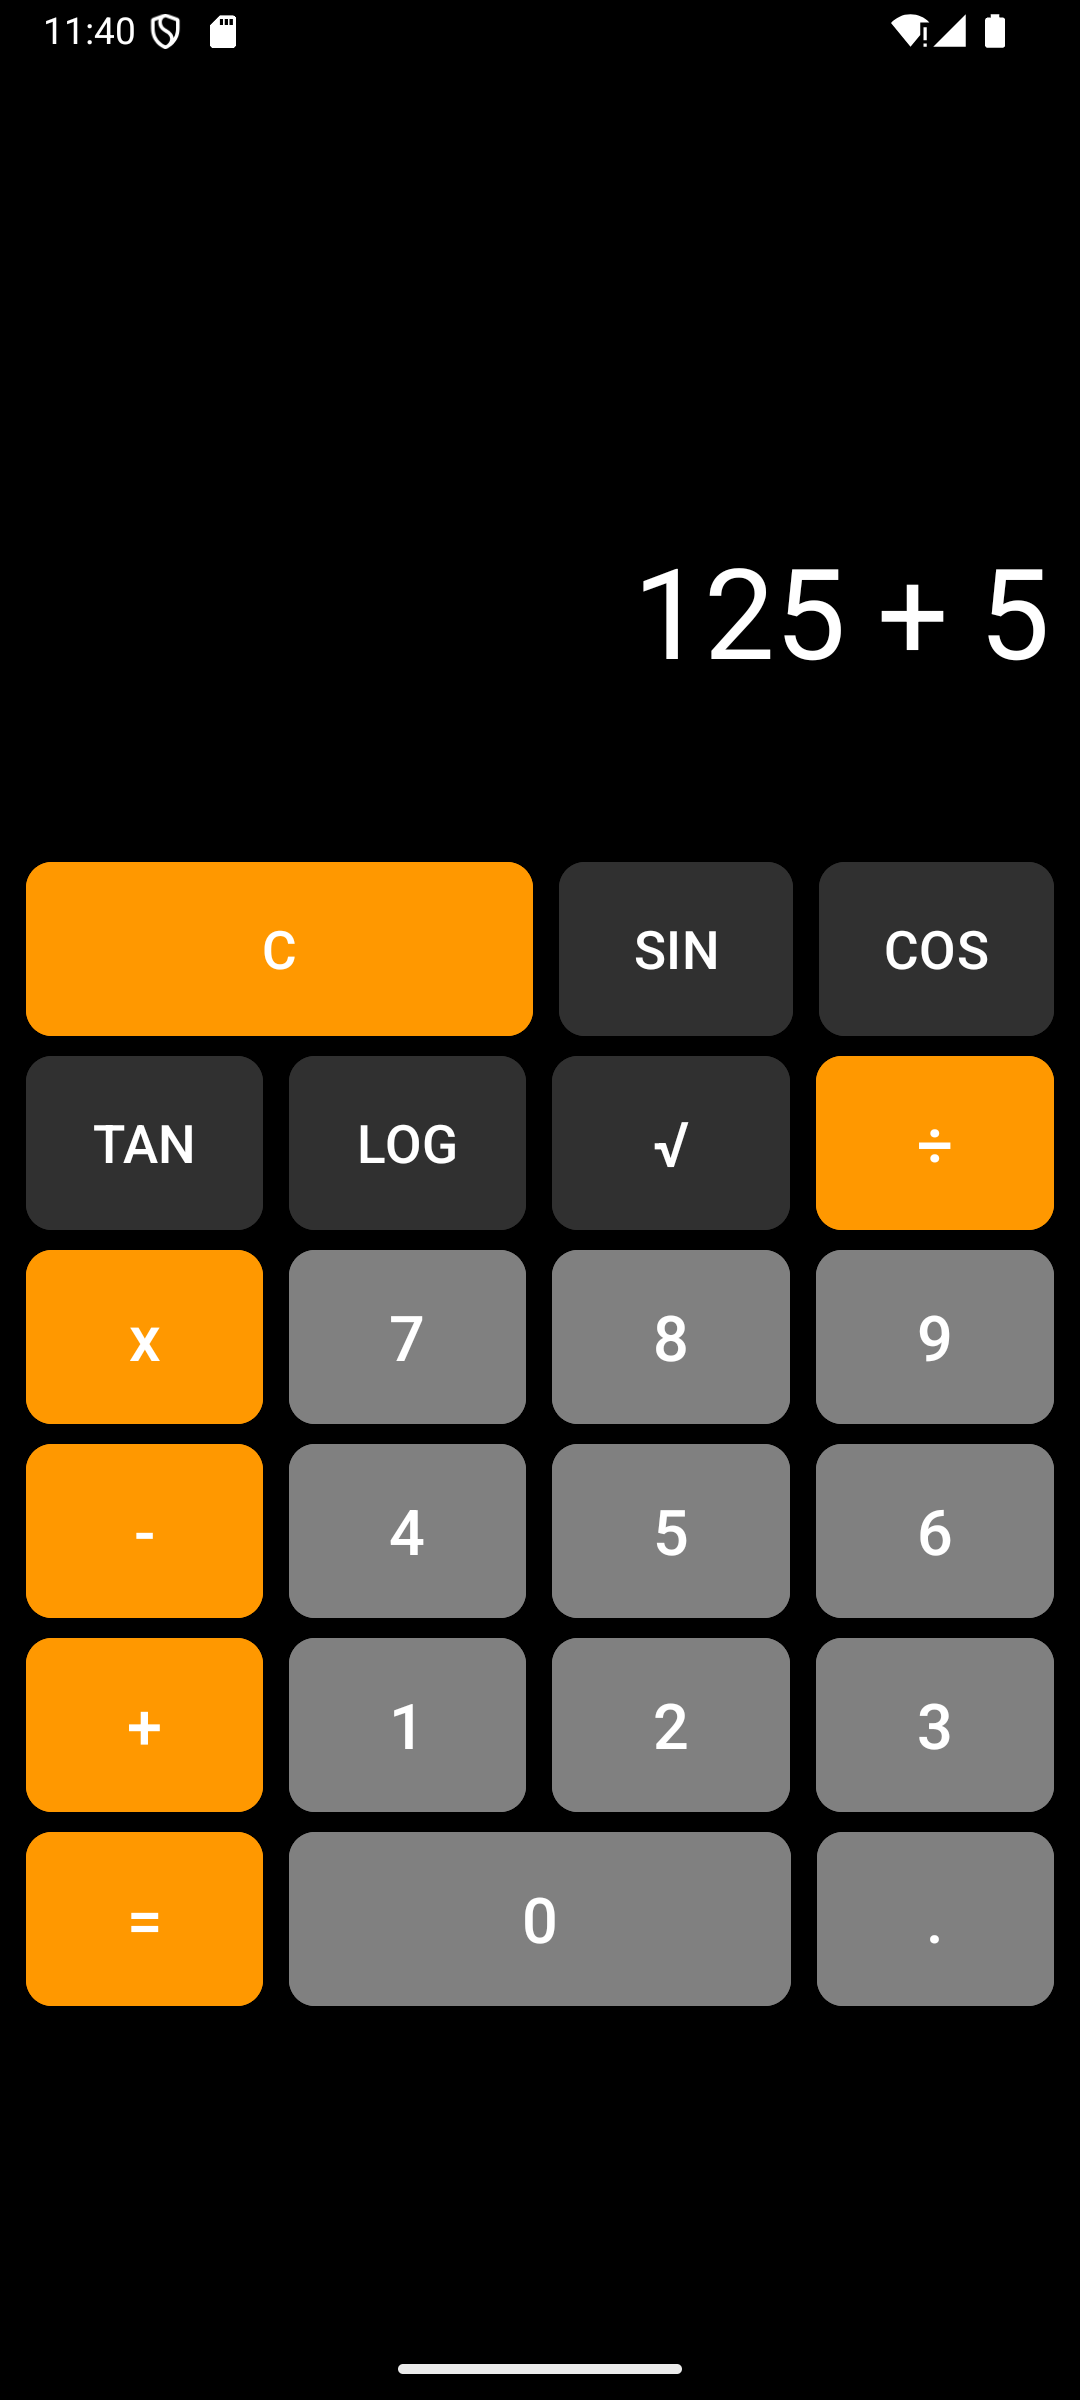 11:40
125 + 5
C SIN COS
TAN LOG √ ÷
x 7 8 9
- 4 5 6
+ 1 2 3
= 0 .